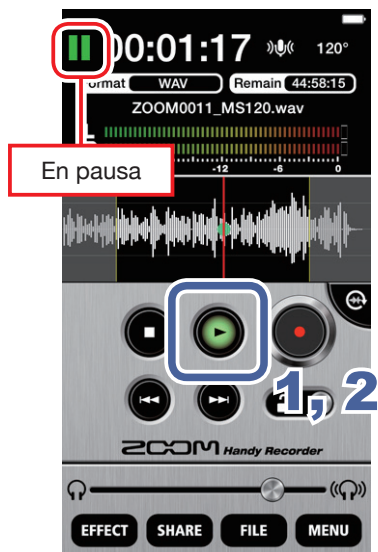 00:01:17 120°
ormat WAV Remain 44:58:15
ZOOM0011_MS120.wav
En pausa
-12 -6 0
1, 2
ZOOM Handy Recorder
EFFECT SHARE FILE MENU